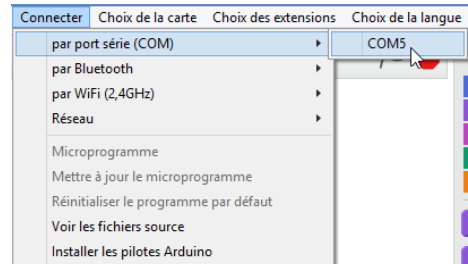 Connecter Choix de la carte Choix des extensions Choix de la langue
par port série (COM) COM5
par Bluetooth
par WiFi (2,4GHz)
Réseau
Microprogramme
Mettre à jour le microprogramme
Réinitialiser le programme par défaut
Voir les fichiers source
Installer les pilotes Arduino